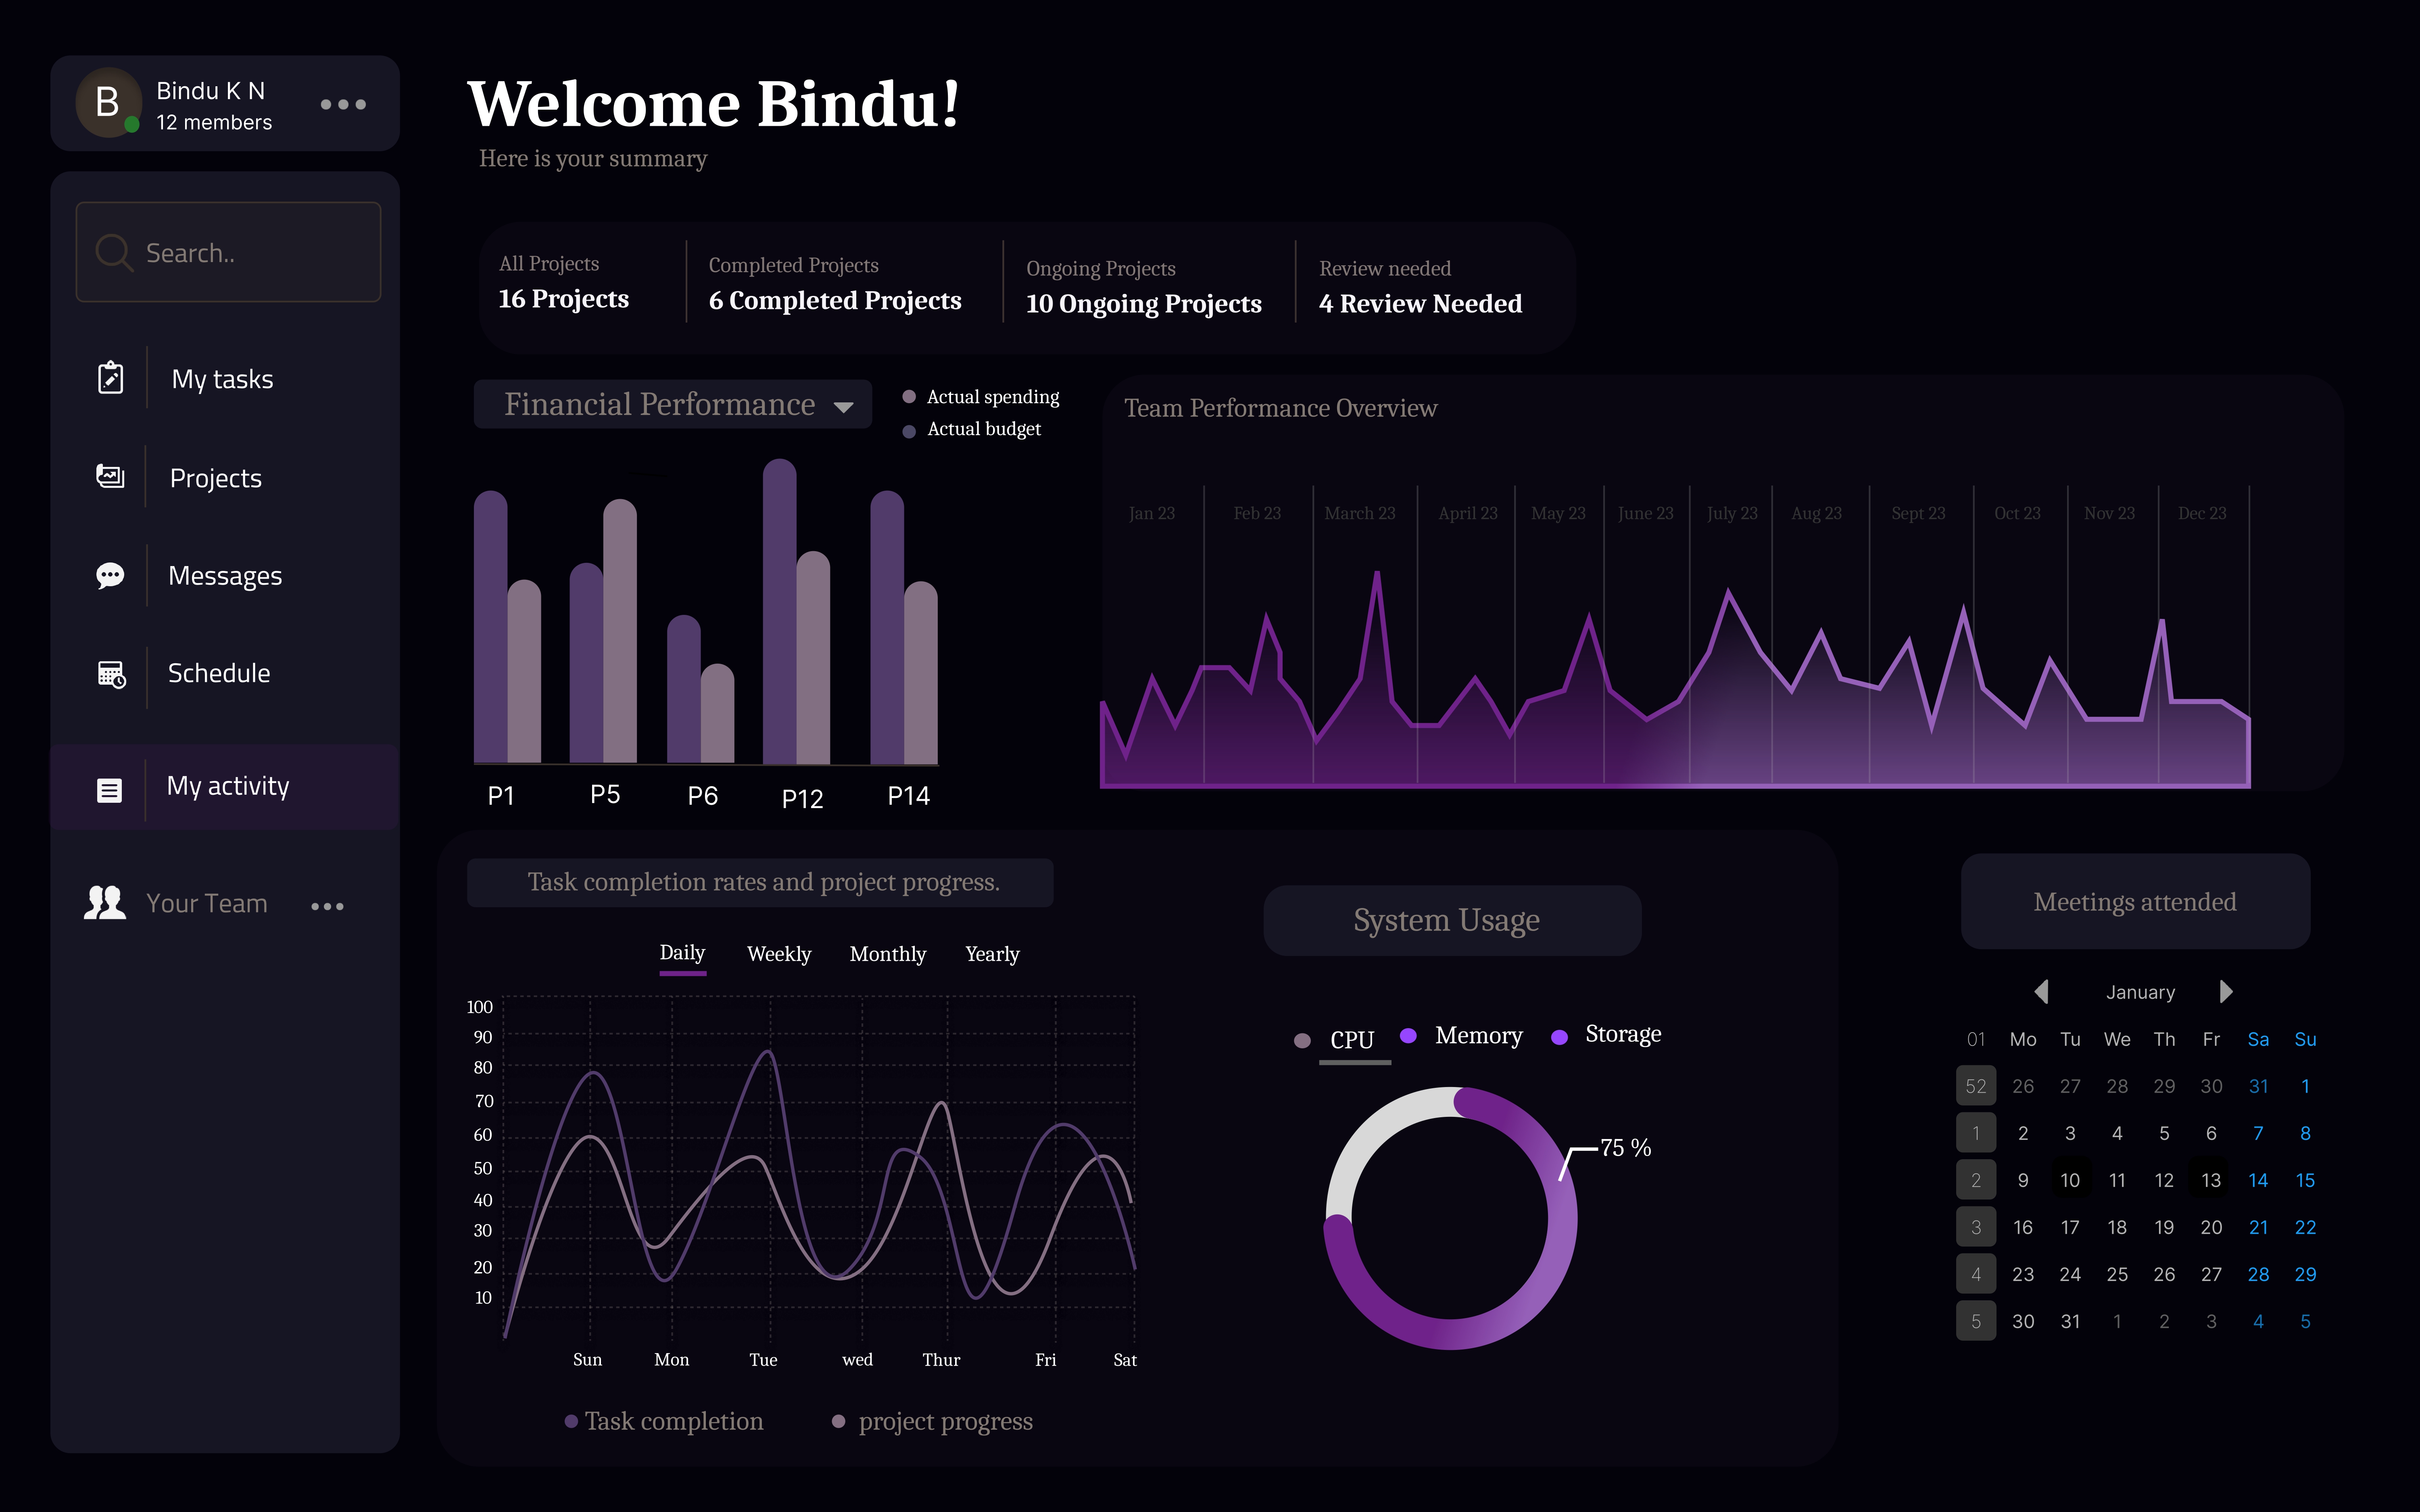 B
Bindu K N
12 members
Search..
My tasks
Projects
Messages
Schedule
My activity
Your Team
Welcome Bindu!
Here is your summary
All Projects
16 Projects
Completed Projects
6 Completed Projects
Ongoing Projects
10 Ongoing Projects
Review needed
4 Review Needed
Financial Performance
Actual spending
Actual budget
P1 P5 P6 P12 P14
Team Performance Overview
Jan 23 Feb 23 March 23 April 23 May 23 June 23 July 23 Aug 23 Sept 23 Oct 23 Nov 23 Dec 23
Task completion rates and project progress.
Daily Weekly Monthly Yearly
100
90
80
70
60
50
40
30
20
10
Sun Mon Tue wed Thur Fri Sat
Task completion project progress
System Usage
CPU Memory Storage
75 %
Meetings attended
January
01 Mo Tu We Th Fr Sa Su
52 26 27 28 29 30 31 1
1 2 3 4 5 6 7 8
2 9 10 11 12 13 14 15
3 16 17 18 19 20 21 22
4 23 24 25 26 27 28 29
5 30 31 1 2 3 4 5